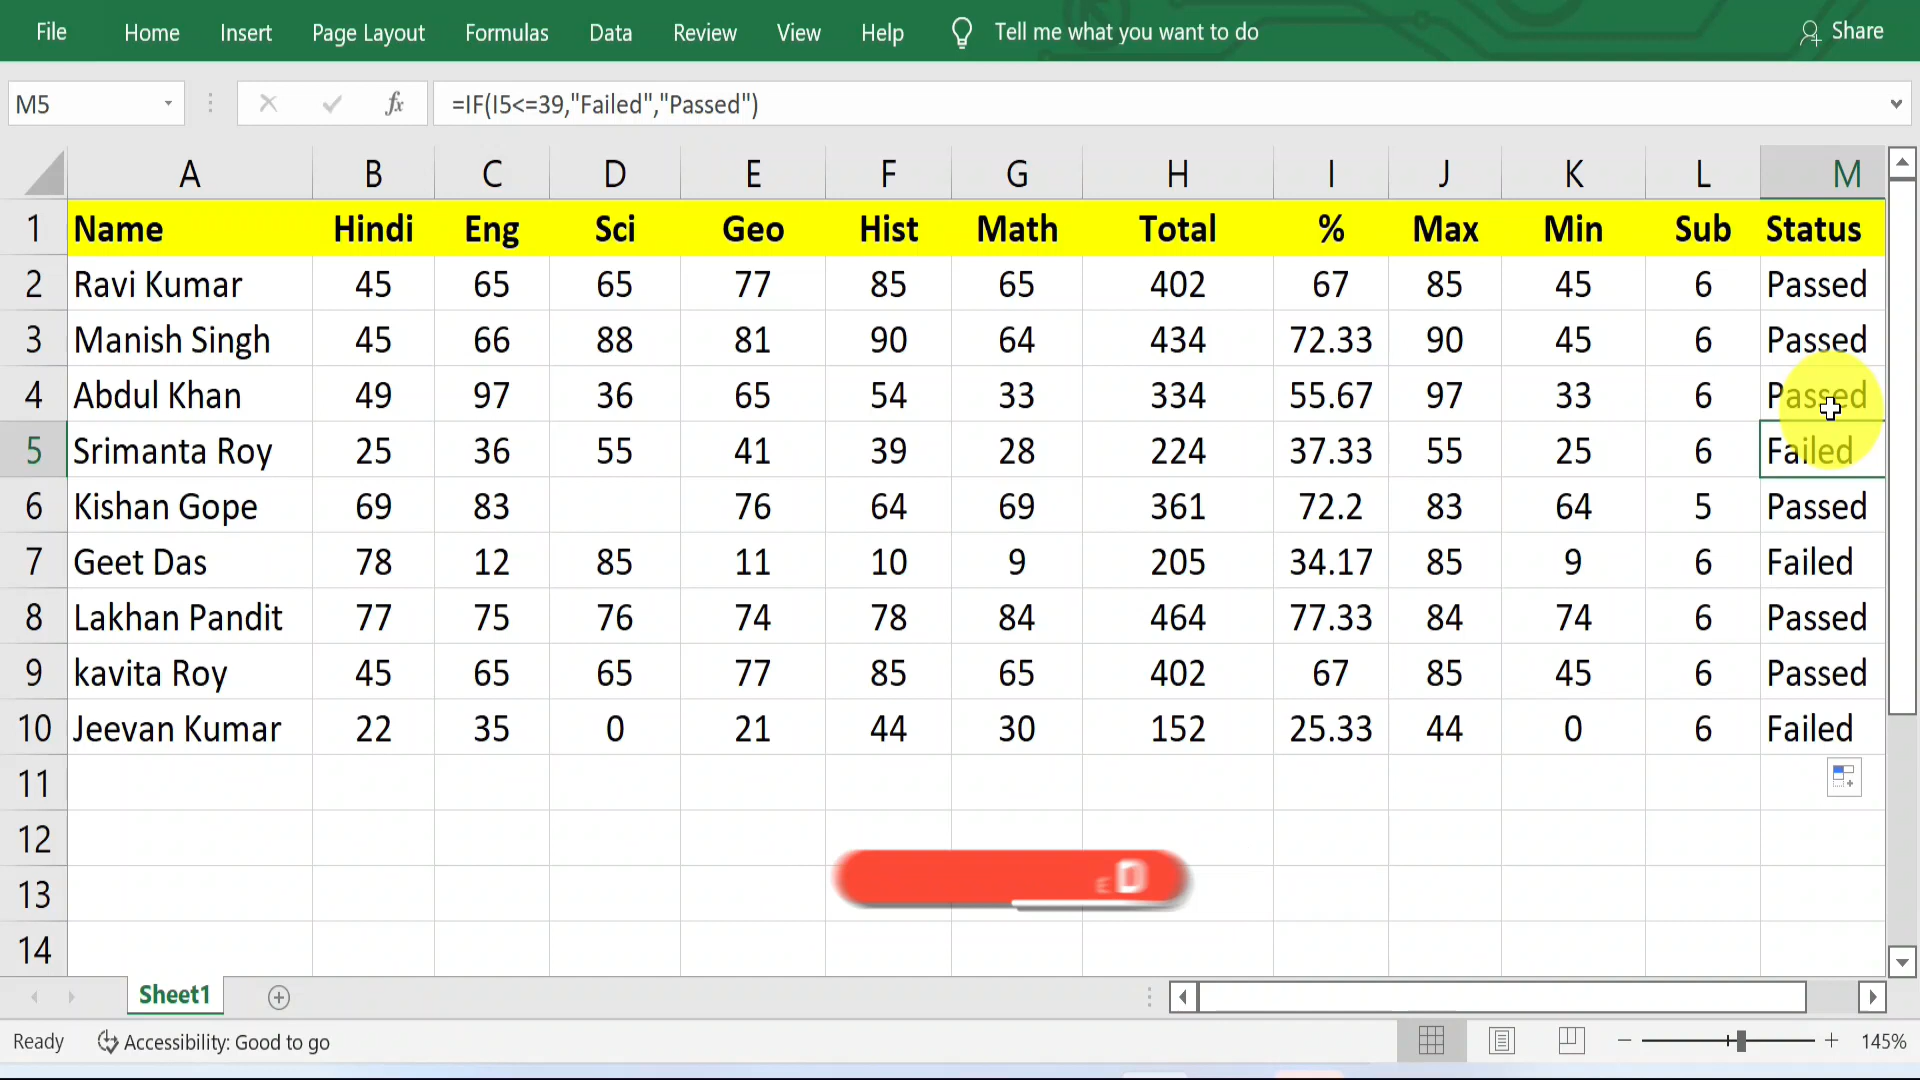 File Home Insert Page Layout Formulas Data Review View Help Tell me what you want to do Share
M5 fx =IF(I5<=39,"Failed","Passed")
A B C D E F G H I J K L M
1 Name Hindi Eng Sci Geo Hist Math Total % Max Min Sub Status
2 Ravi Kumar 45 65 65 77 85 65 402 67 85 45 6 Passed
3 Manish Singh 45 66 88 81 90 64 434 72.33 90 45 6 Passed
4 Abdul Khan 49 97 36 65 54 33 334 55.67 97 33 6 Passed
5 Srimanta Roy 25 36 55 41 39 28 224 37.33 55 25 6 Failed
6 Kishan Gope 69 83 76 64 69 361 72.2 83 64 5 Passed
7 Geet Das 78 12 85 11 10 9 205 34.17 85 9 6 Failed
8 Lakhan Pandit 77 75 76 74 78 84 464 77.33 84 74 6 Passed
9 kavita Roy 45 65 65 77 85 65 402 67 85 45 6 Passed
10 Jeevan Kumar 22 35 0 21 44 30 152 25.33 44 0 6 Failed
11
12
13
14
Sheet1
Ready Accessibility: Good to go 145%